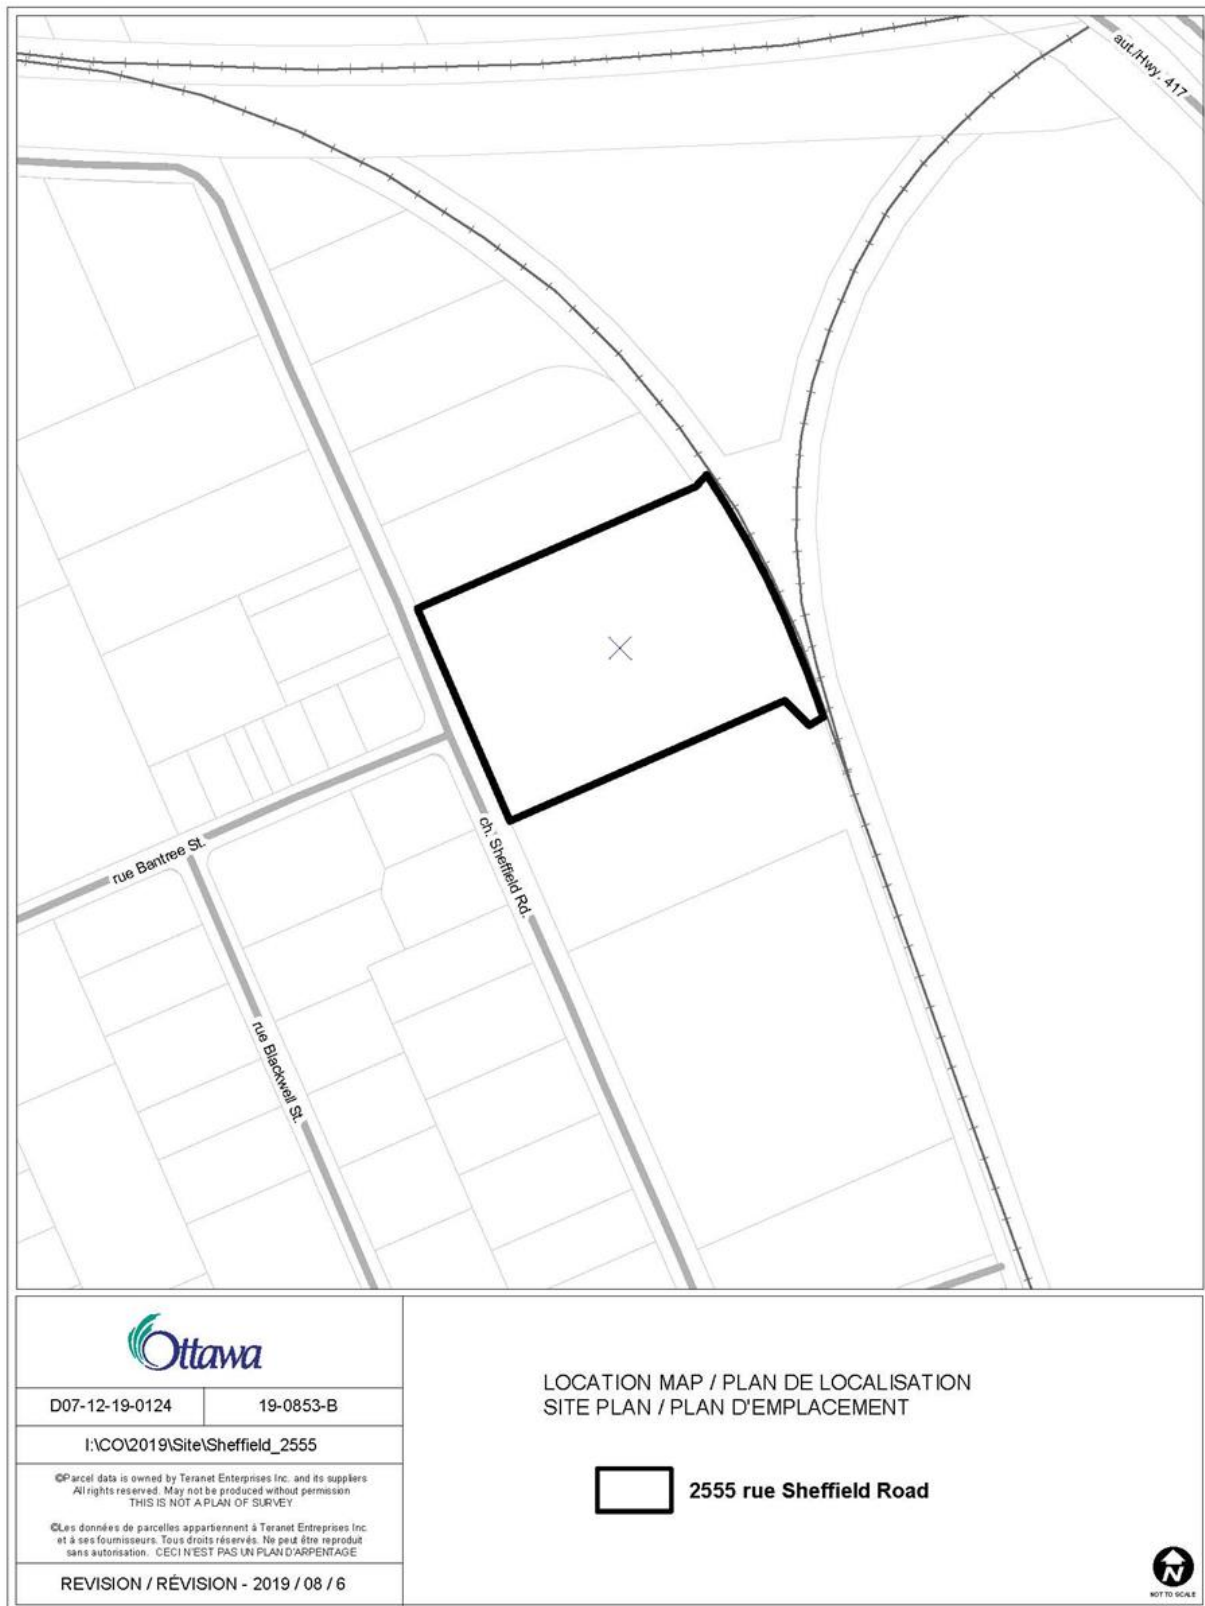 aut./Hwy. 417
rue Bantree St.
ch. Sheffield Rd.
rue Blackwell St.
Ottawa
D07-12-19-0124
19-0853-B
I:\CO\2019\Site\Sheffield_2555
©Parcel data is owned by Teranet Enterprises Inc. and its suppliers
All rights reserved. May not be produced without permission
THIS IS NOT A PLAN OF SURVEY
©Les données de parcelles appartiennent à Teranet Entreprises Inc.
et à ses fournisseurs. Tous droits réservés. Ne peut être reproduit
sans autorisation. CECI N'EST PAS UN PLAN D'ARPENTAGE
REVISION / RÉVISION - 2019 / 08 / 6
LOCATION MAP / PLAN DE LOCALISATION
SITE PLAN / PLAN D'EMPLACEMENT
2555 rue Sheffield Road
N
NOT TO SCALE